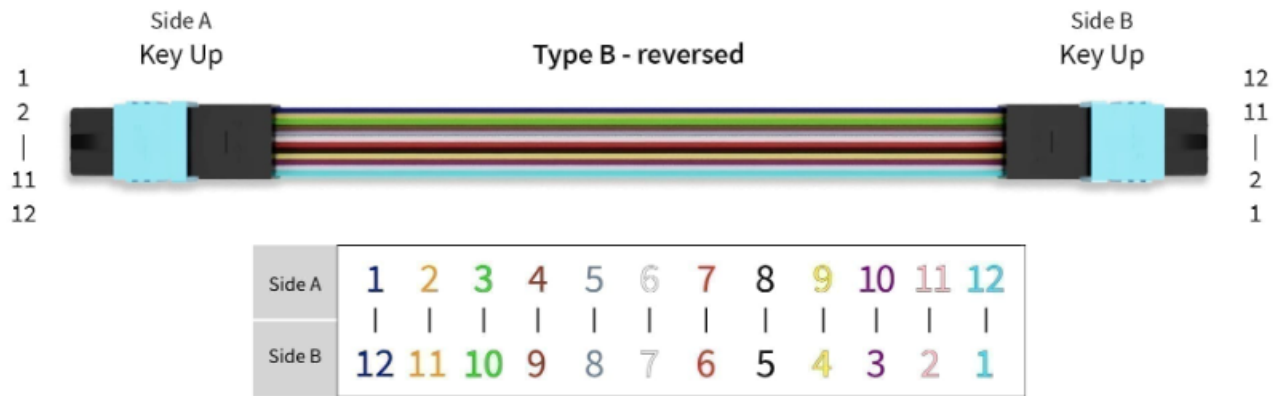 Side A
Key Up
Type B - reversed
Side B
Key Up
1
2
|
11
12
12
11
|
2
1
Side A 1 2 3 4 5 6 7 8 9 10 11 12
| | | | | | | | | | | |
Side B 12 11 10 9 8 7 6 5 4 3 2 1